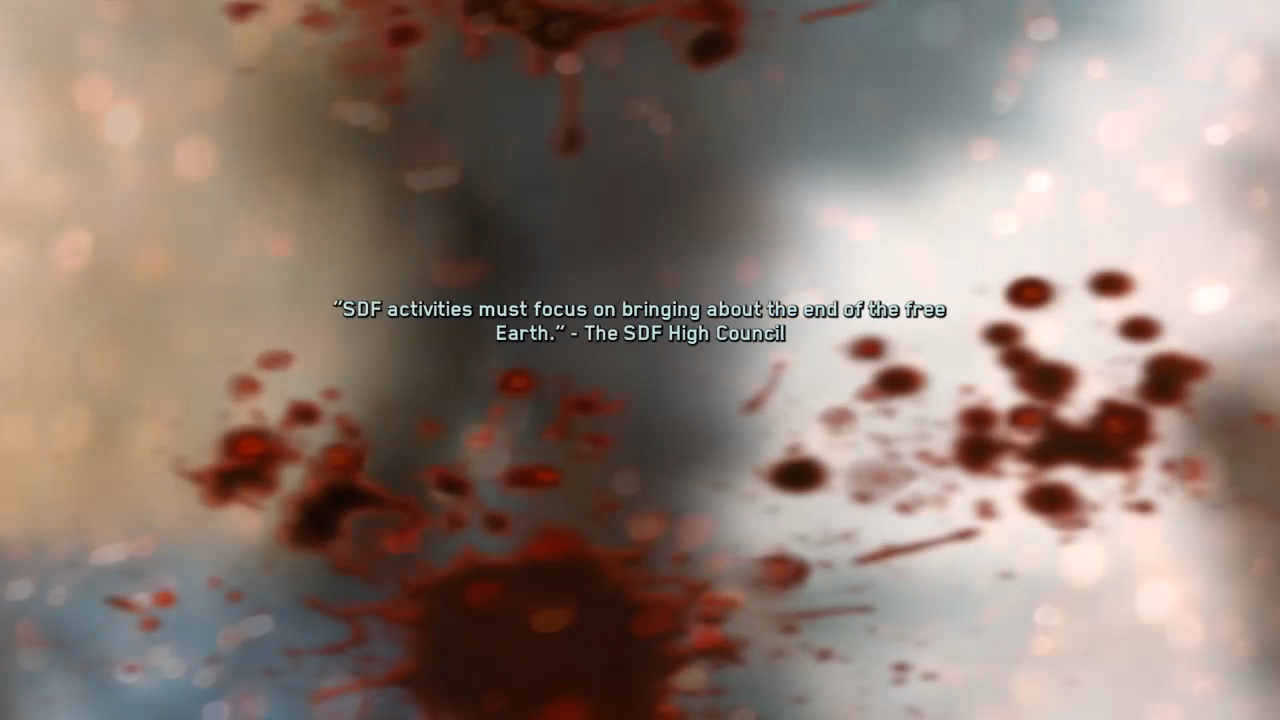 “SDF activities must focus on bringing about the end of the free
Earth.” - The SDF High Council